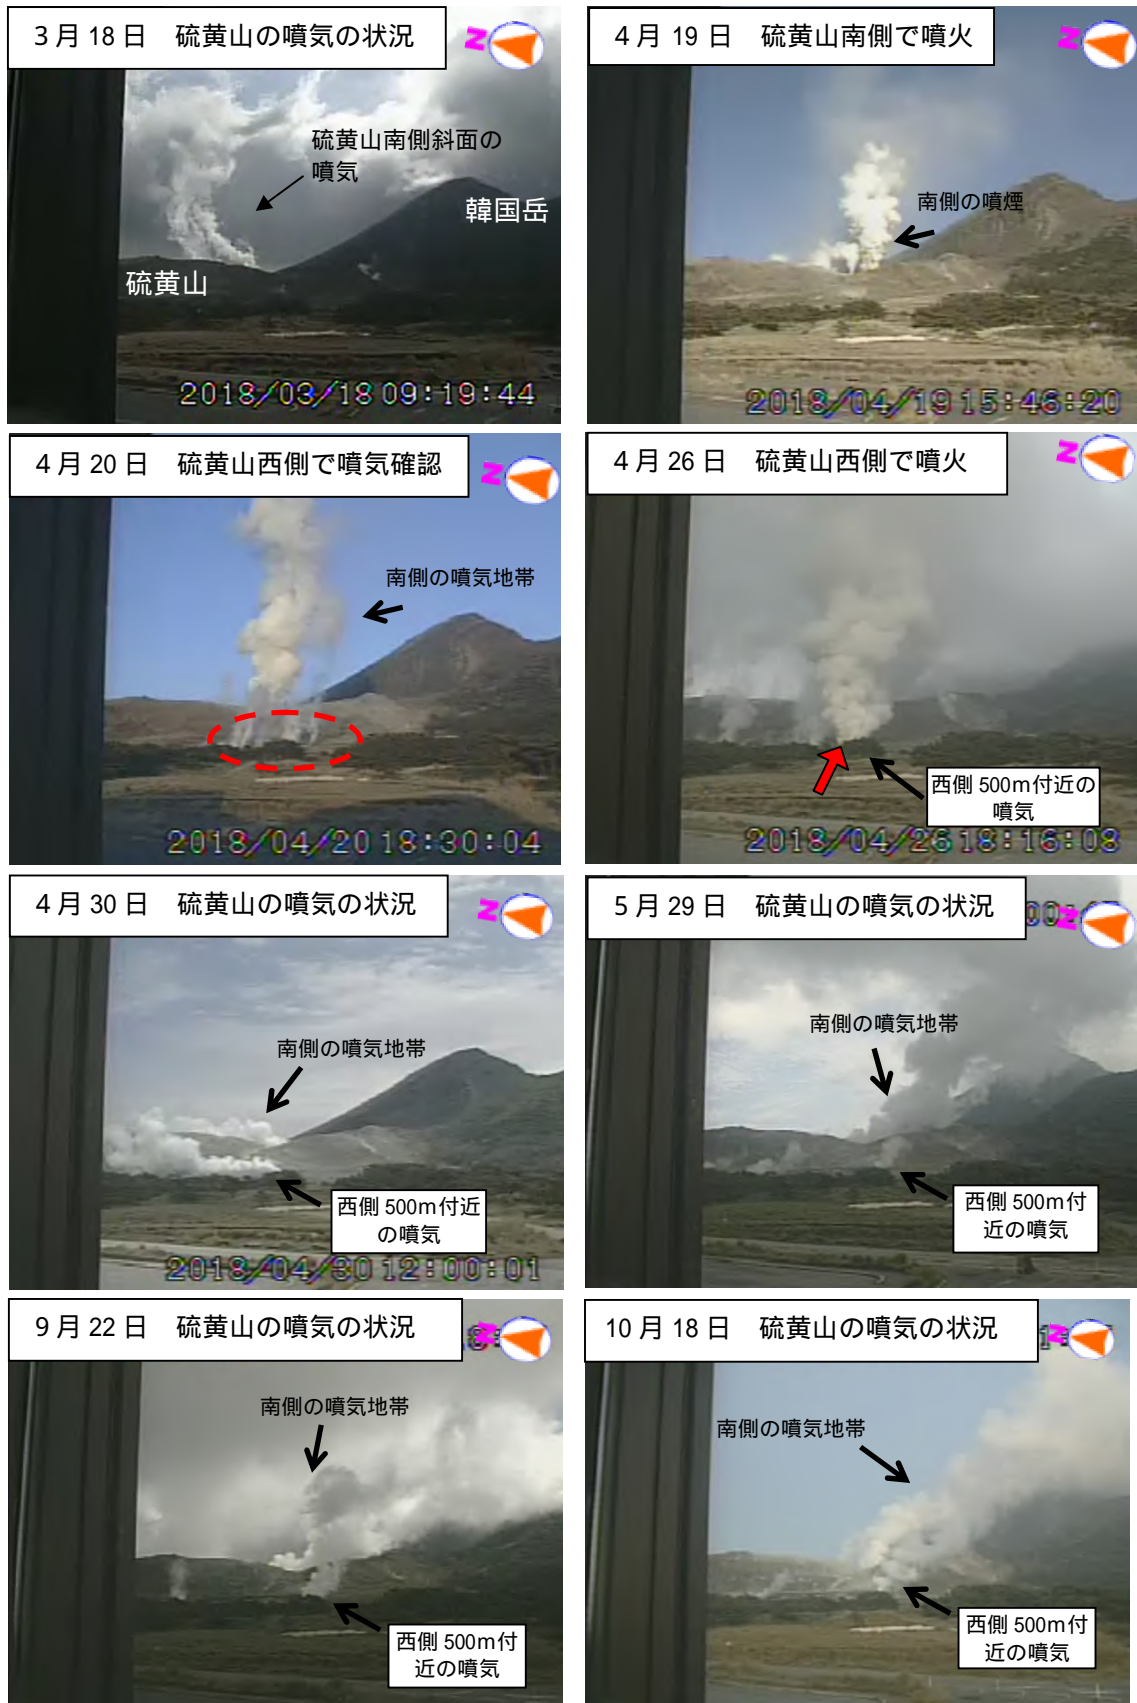 3月18日 硫黄山の噴気の状況
N
硫黄山南側斜面の
噴気
韓国岳
硫黄山
2018/03/18 09:19:44
4月19日 硫黄山南側で噴火
N
南側の噴煙
2018/04/19 15:46:20
4月20日 硫黄山西側で噴気確認
N
南側の噴気地帯
2018/04/20 18:30:04
4月26日 硫黄山西側で噴火
N
西側500m付近の
噴気
2018/04/26 18:16:08
4月30日 硫黄山の噴気の状況
N
南側の噴気地帯
西側500m付近
の噴気
2018/04/30 12:00:01
5月29日 硫黄山の噴気の状況
N
南側の噴気地帯
西側500m付
近の噴気
9月22日 硫黄山の噴気の状況
N
南側の噴気地帯
西側500m付
近の噴気
10月18日 硫黄山の噴気の状況
N
南側の噴気地帯
西側500m付
近の噴気